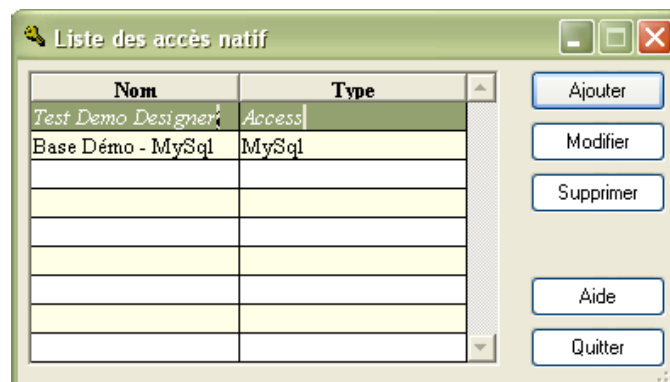 Liste des accès natif
Nom Type
Test Demo Designer Access
Base Démo - MySql MySql
Ajouter
Modifier
Supprimer
Aide
Quitter